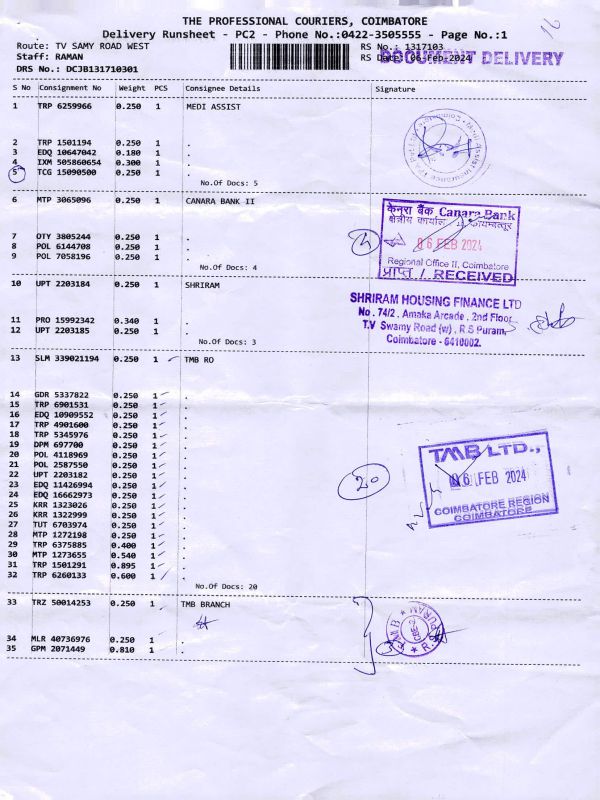 THE PROFESSIONAL COURIERS, COIMBATORE
Delivery Runsheet - PC2 - Phone No.:0422-3505555 - Page No.:1
Route: TV SAMY ROAD WEST
RS No.: 1317103
Staff: RAMAN
RS Date: 06-Feb-2024
DOCUMENT DELIVERY
DRS No.: DCJB131710301
S No Consignment No Weight PCS Consignee Details Signature
1 TRP 6259966 0.250 1 MEDI ASSIST
2 TRP 1501194 0.250 1 .
3 EDQ 10647042 0.180 1 .
4 IXM 505860654 0.300 1 .
5 TCG 15090500 0.250 1 .
No.Of Docs: 5
6 MTP 3065096 0.250 1 CANARA BANK II
7 OTY 3805244 0.250 1 .
8 POL 6144708 0.250 1 .
9 POL 7058196 0.250 1 .
No.Of Docs: 4
केनरा बैंक Canara Bank
06 FEB 2024
Regional Office II, Coimbatore
प्राप्त / RECEIVED
10 UPT 2203184 0.250 1 SHRIRAM
11 PRO 15992342 0.340 1 .
12 UPT 2203185 0.250 1 .
No.Of Docs: 3
SHRIRAM HOUSING FINANCE LTD
No. 74/2, Amaka Arcade, 2nd Floor,
T.V Swamy Road (w), R.S Puram,
Coimbatore - 6410002.
13 SLM 339021194 0.250 1 TMB RO
14 GDR 5337822 0.250 1 .
15 TRP 6901531 0.250 1 .
16 EDQ 10909552 0.250 1 .
17 TRP 4901600 0.250 1 .
18 TRP 5345976 0.250 1 .
19 DPM 697700 0.250 1 .
20 POL 4118969 0.250 1 .
21 POL 2587550 0.250 1 .
22 UPT 2203182 0.250 1 .
23 EDQ 11426994 0.250 1 .
24 EDQ 16662973 0.250 1 .
25 KRR 1323026 0.250 1 .
26 KRR 1322999 0.250 1 .
27 TUT 6703974 0.250 1 .
28 MTP 1272198 0.250 1 .
29 TRP 6375885 0.400 1 .
30 MTP 1273655 0.540 1 .
31 TRP 1501291 0.895 1 .
32 TRP 6260133 0.600 1 .
No.Of Docs: 20
20
TMB LTD.,
06 FEB 2024
COIMBATORE REGION
COIMBATORE
33 TRZ 50014253 0.250 1 TMB BRANCH
34 MLR 40736976 0.250 1 .
35 GPM 2071449 0.810 1 .
3
TMB
CBE-2
R.S.PURAM